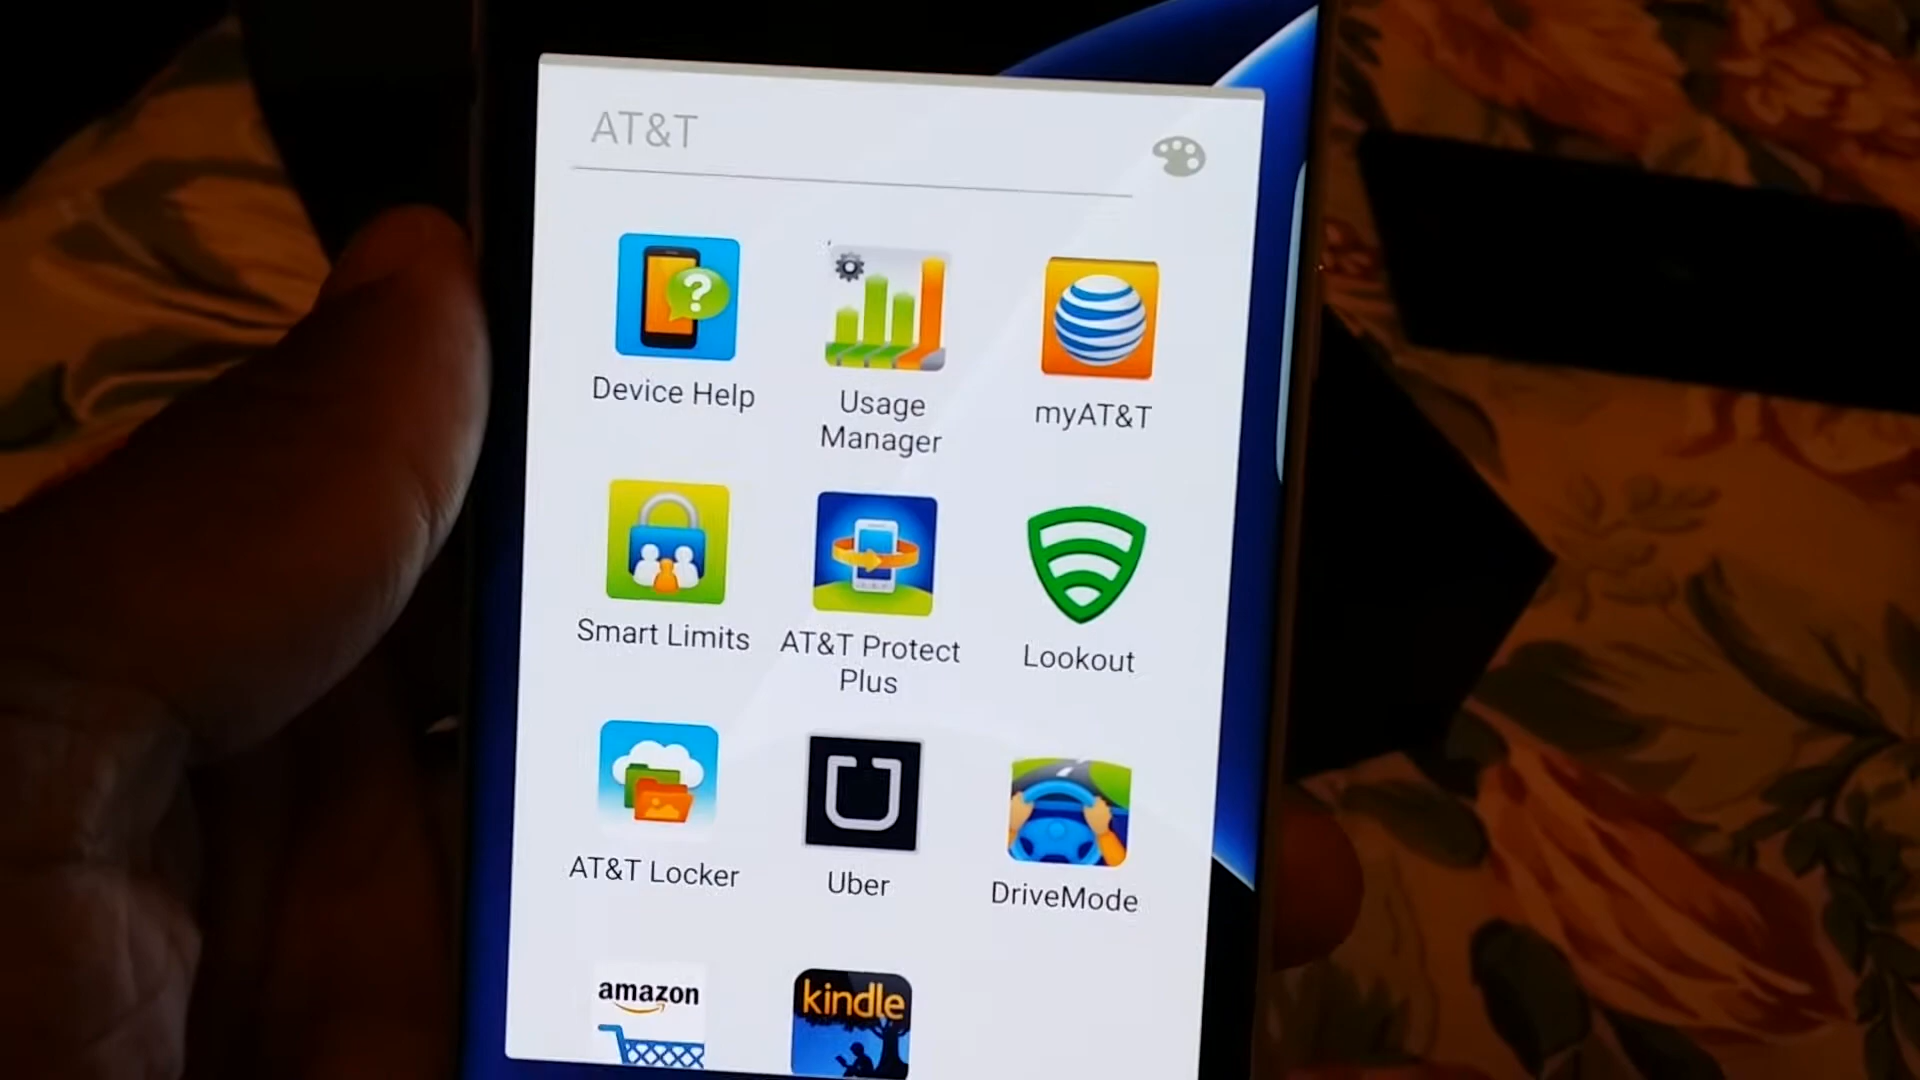 AT&T
Device Help
Usage
Manager
myAT&T
Smart Limits
AT&T Protect
Plus
Lookout
AT&T Locker
Uber
DriveMode
amazon
kindle